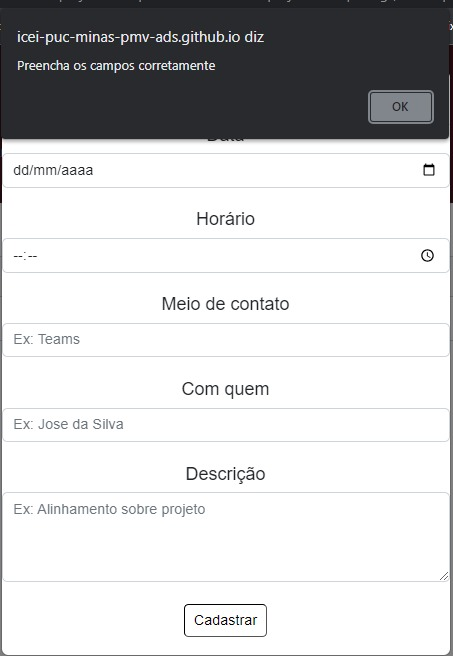 icei-puc-minas-pmv-ads.github.io diz
Preencha os campos corretamente
OK
Data
dd/mm/aaaa
Horário
--:--
Meio de contato
Ex: Teams
Com quem
Ex: Jose da Silva
Descrição
Ex: Alinhamento sobre projeto
Cadastrar